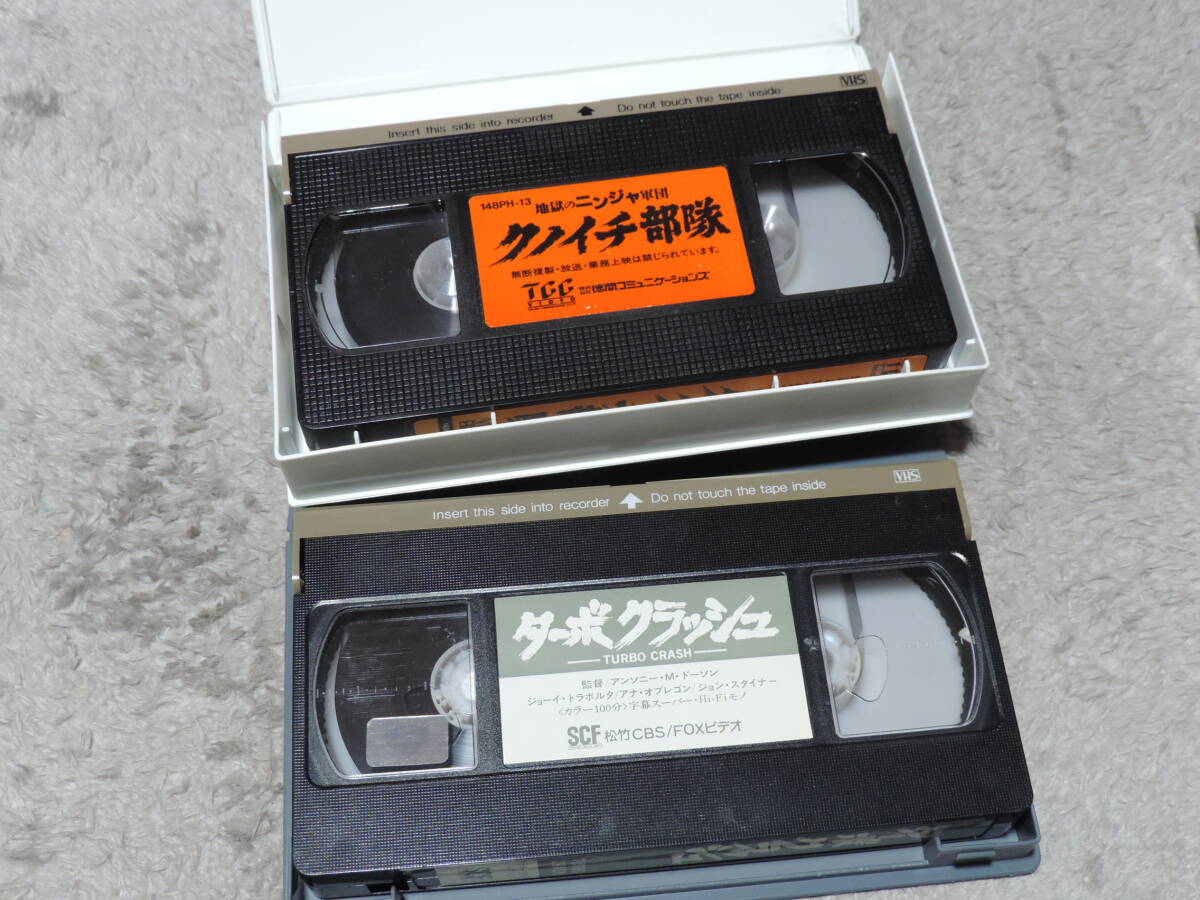 Insert this side into recorder Do not touch the tape inside VHS
148PH-13 地獄のニンジャ軍団
クノイチ部隊
無断複製・放送・業務上映は禁じられています。
TCC VIDEO 株式会社 徳間コミュニケーションズ
Insert this side into recorder Do not touch the tape inside VHS
ターボクラッシュ
TURBO CRASH
監督/アンソニー・M・ドーソン
ジョーイ・トラボルタ/アナ・オブレゴン/ジョン・スタイナー
〈カラー100分〉字幕スーパー・Hi-Fiモノ
SCF 松竹CBS/FOXビデオ